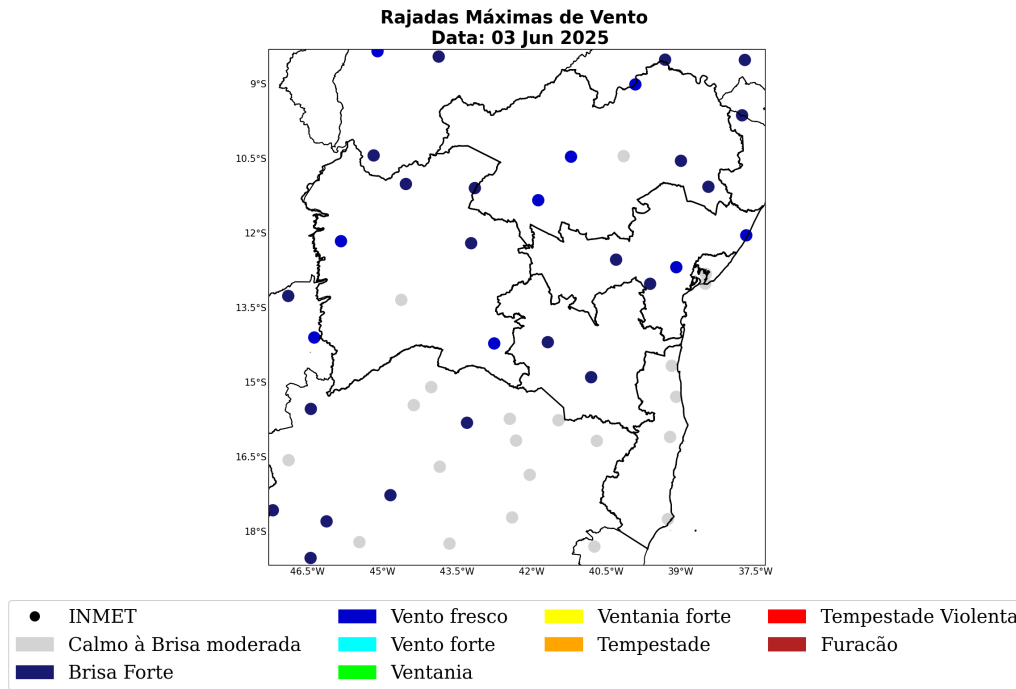 Rajadas Máximas de Vento
Data: 03 Jun 2025
9°S
10.5°S
12°S
13.5°S
15°S
16.5°S
18°S
46.5°W 45°W 43.5°W 42°W 40.5°W 39°W 37.5°W
INMET Vento fresco Ventania forte Tempestade Violenta
Calmo à Brisa moderada Vento forte Tempestade Furacão
Brisa Forte Ventania